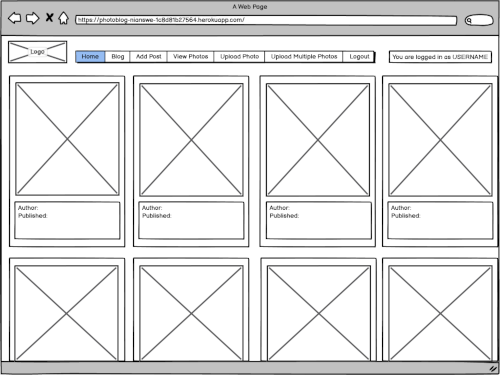 A Web Page
https://photoblog-nianswe-1c8d81b27564.herokuapp.com/
Logo
Home Blog Add Post View Photos Upload Photo Upload Multiple Photos Logout
You are logged in as USERNAME
Author:
Published:
Author:
Published:
Author:
Published:
Author:
Published: